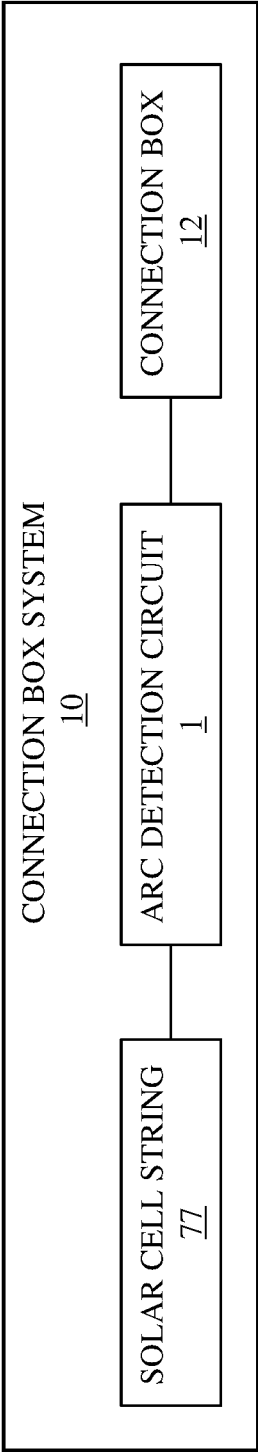 CONNECTION BOX SYSTEM
10
SOLAR CELL STRING
77
ARC DETECTION CIRCUIT
1
CONNECTION BOX
12